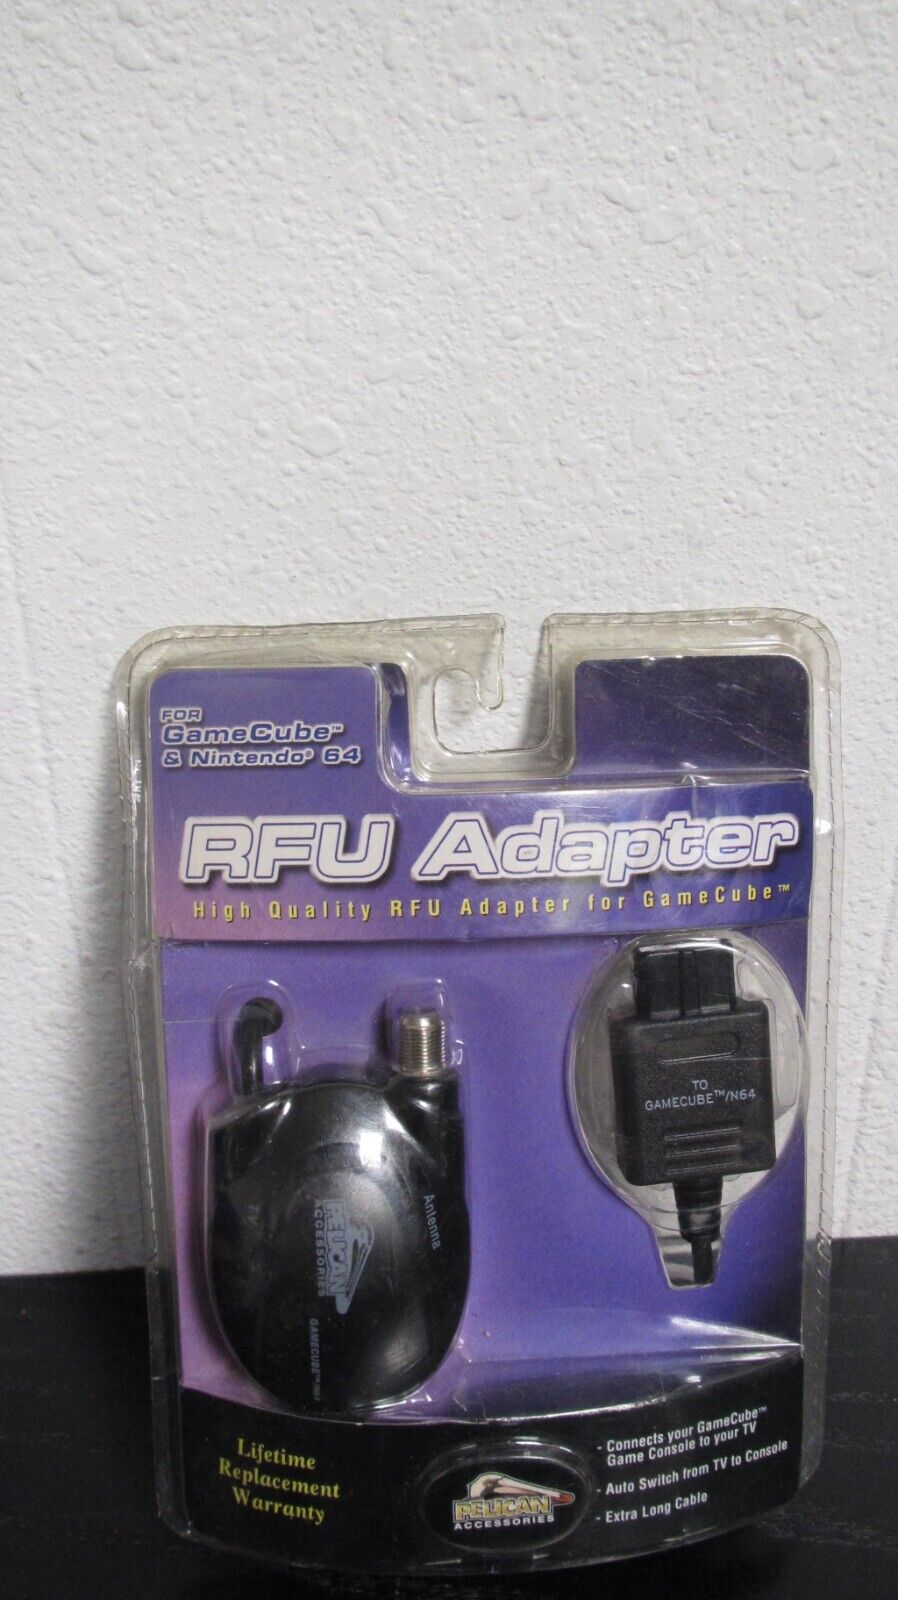 FOR
GameCube™
& Nintendo® 64
RFU Adapter
High Quality RFU Adapter for GameCube™
TO
GAMECUBE™/N64
TV
Antenna
PELICAN
ACCESSORIES
GAMECUBE™/N64
Lifetime
Replacement
Warranty
PELICAN
ACCESSORIES
- Connects your GameCube™
Game Console to your TV
- Auto Switch from TV to Console
- Extra Long Cable